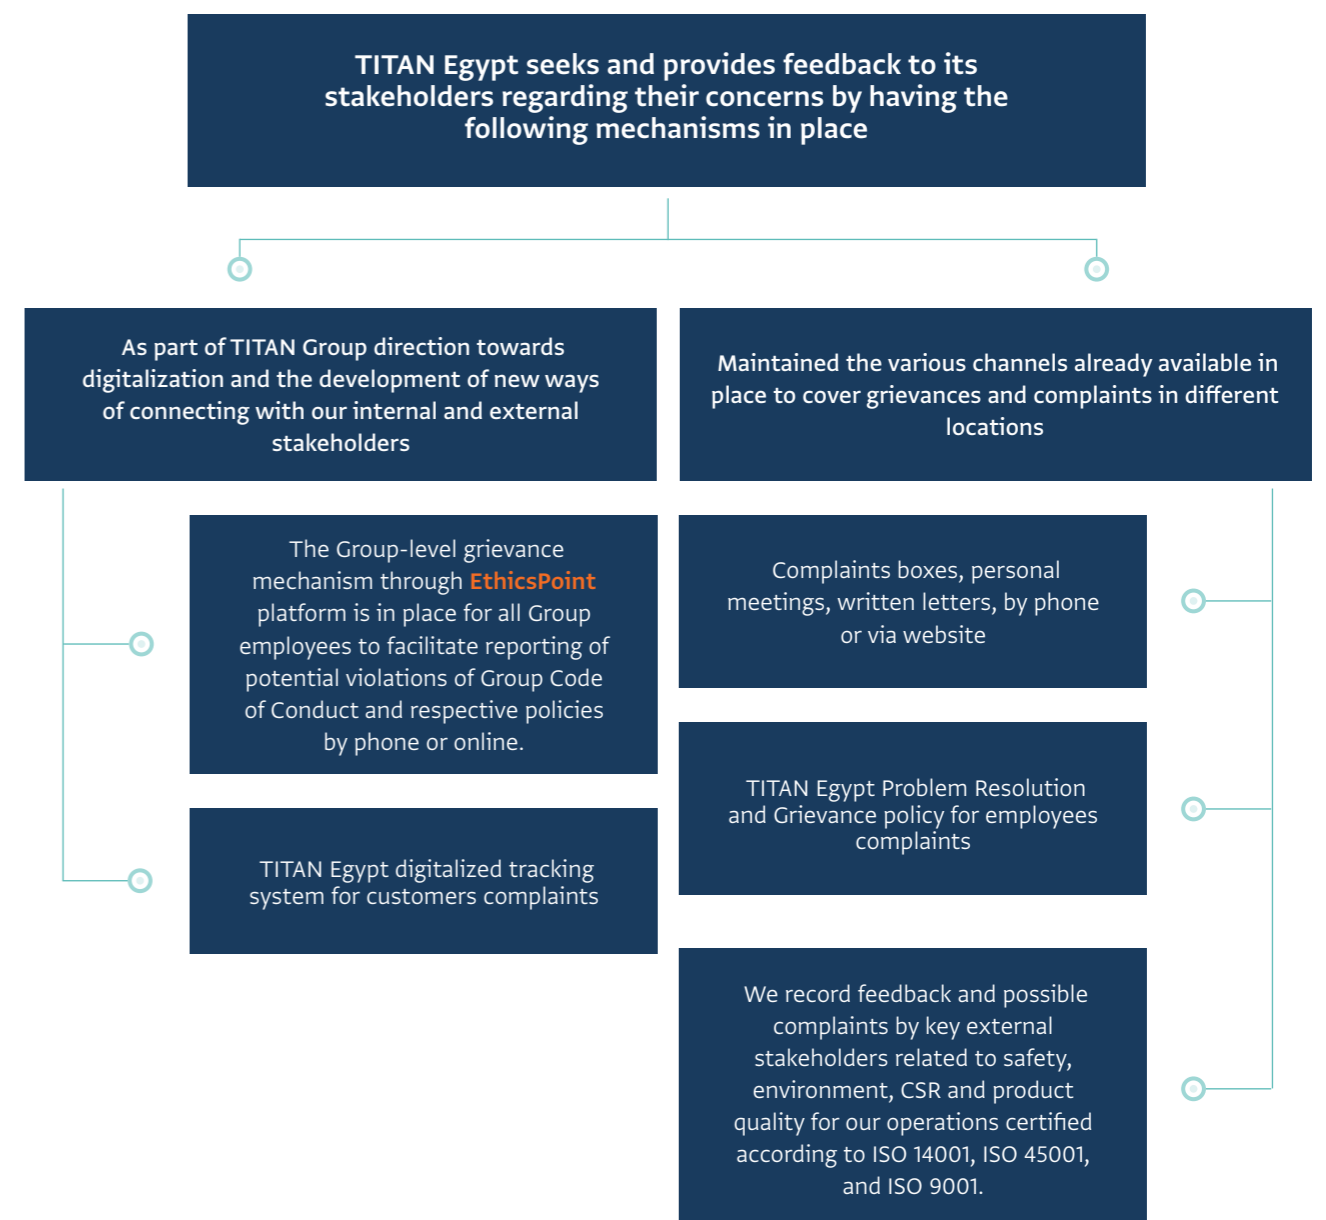 TITAN Egypt seeks and provides feedback to its
stakeholders regarding their concerns by having the
following mechanisms in place
As part of TITAN Group direction towards
digitalization and the development of new ways
of connecting with our internal and external
stakeholders
The Group-level grievance
mechanism through EthicsPoint
platform is in place for all Group
employees to facilitate reporting of
potential violations of Group Code
of Conduct and respective policies
by phone or online.
TITAN Egypt digitalized tracking
system for customers complaints
Maintained the various channels already available in
place to cover grievances and complaints in different
locations
Complaints boxes, personal
meetings, written letters, by phone
or via website
TITAN Egypt Problem Resolution
and Grievance policy for employees
complaints
We record feedback and possible
complaints by key external
stakeholders related to safety,
environment, CSR and product
quality for our operations certified
according to ISO 14001, ISO 45001,
and ISO 9001.